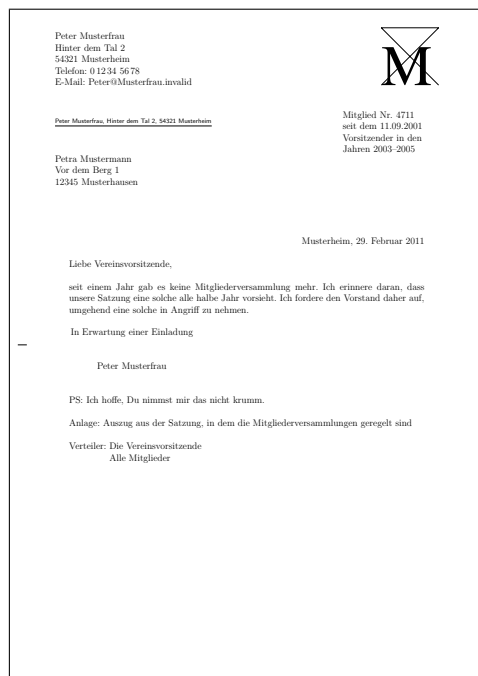 Peter Musterfrau
Hinter dem Tal 2
54321 Musterheim
Telefon: 0 12 34 56 78
E-Mail: Peter@Musterfrau.invalid
M
Peter Musterfrau, Hinter dem Tal 2, 54321 Musterheim
Mitglied Nr. 4711
seit dem 11.09.2001
Vorsitzender in den
Jahren 2003–2005
Petra Mustermann
Vor dem Berg 1
12345 Musterhausen
Musterheim, 29. Februar 2011
Liebe Vereinsvorsitzende,
seit einem Jahr gab es keine Mitgliederversammlung mehr. Ich erinnere daran, dass
unsere Satzung eine solche alle halbe Jahr vorsieht. Ich fordere den Vorstand daher auf,
umgehend eine solche in Angriff zu nehmen.
In Erwartung einer Einladung
Peter Musterfrau
PS: Ich hoffe, Du nimmst mir das nicht krumm.
Anlage: Auszug aus der Satzung, in dem die Mitgliederversammlungen geregelt sind
Verteiler: Die Vereinsvorsitzende
Alle Mitglieder